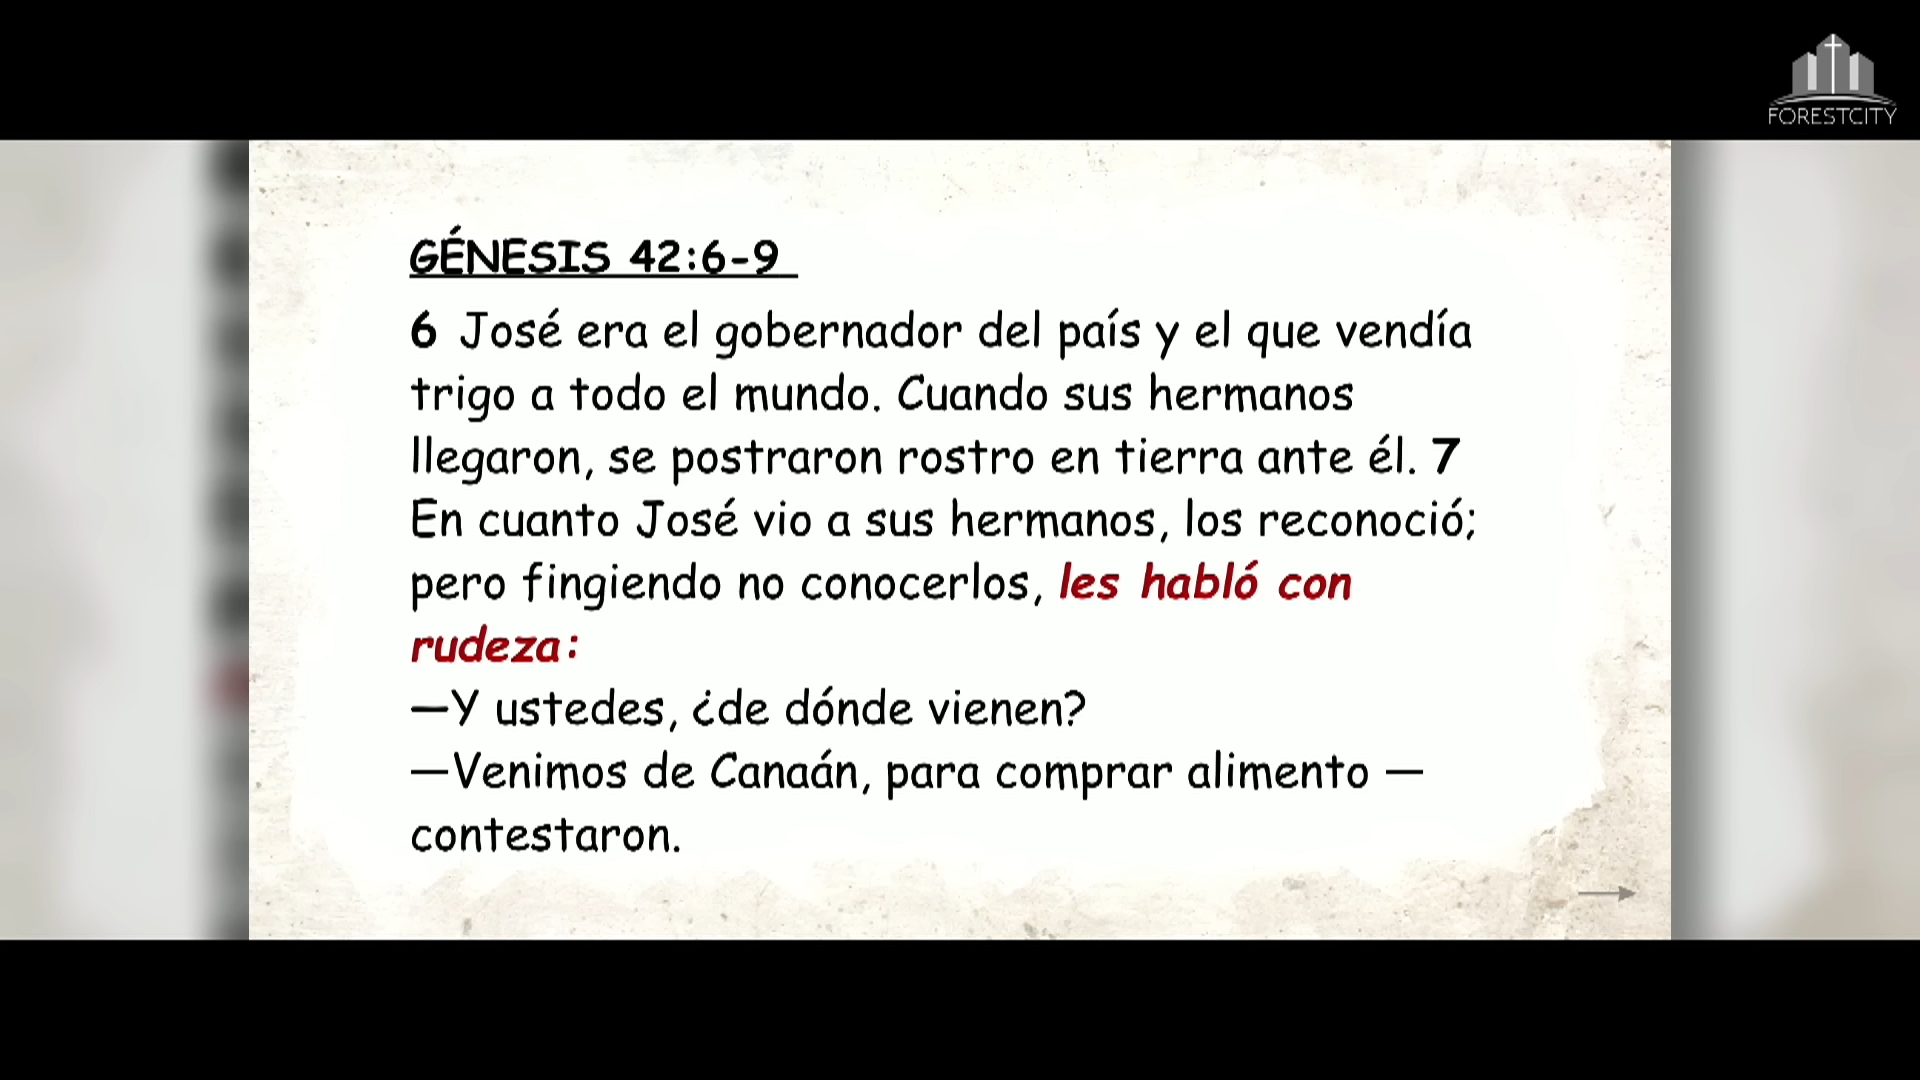 FORESTCITY
GÉNESIS 42:6-9
6 José era el gobernador del país y el que vendía
trigo a todo el mundo. Cuando sus hermanos
llegaron, se postraron rostro en tierra ante él. 7
En cuanto José vio a sus hermanos, los reconoció;
pero fingiendo no conocerlos, les habló con
rudeza:
—Y ustedes, ¿de dónde vienen?
—Venimos de Canaán, para comprar alimento —
contestaron.